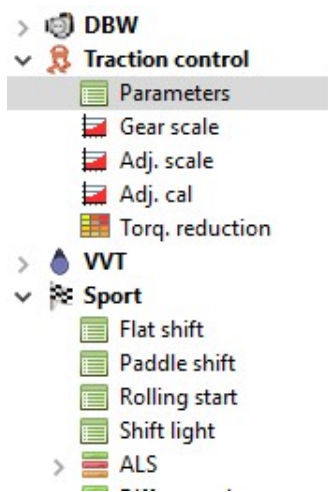 DBW
Traction control
Parameters
Gear scale
Adj. scale
Adj. cal
Torq. reduction
VVT
Sport
Flat shift
Paddle shift
Rolling start
Shift light
ALS